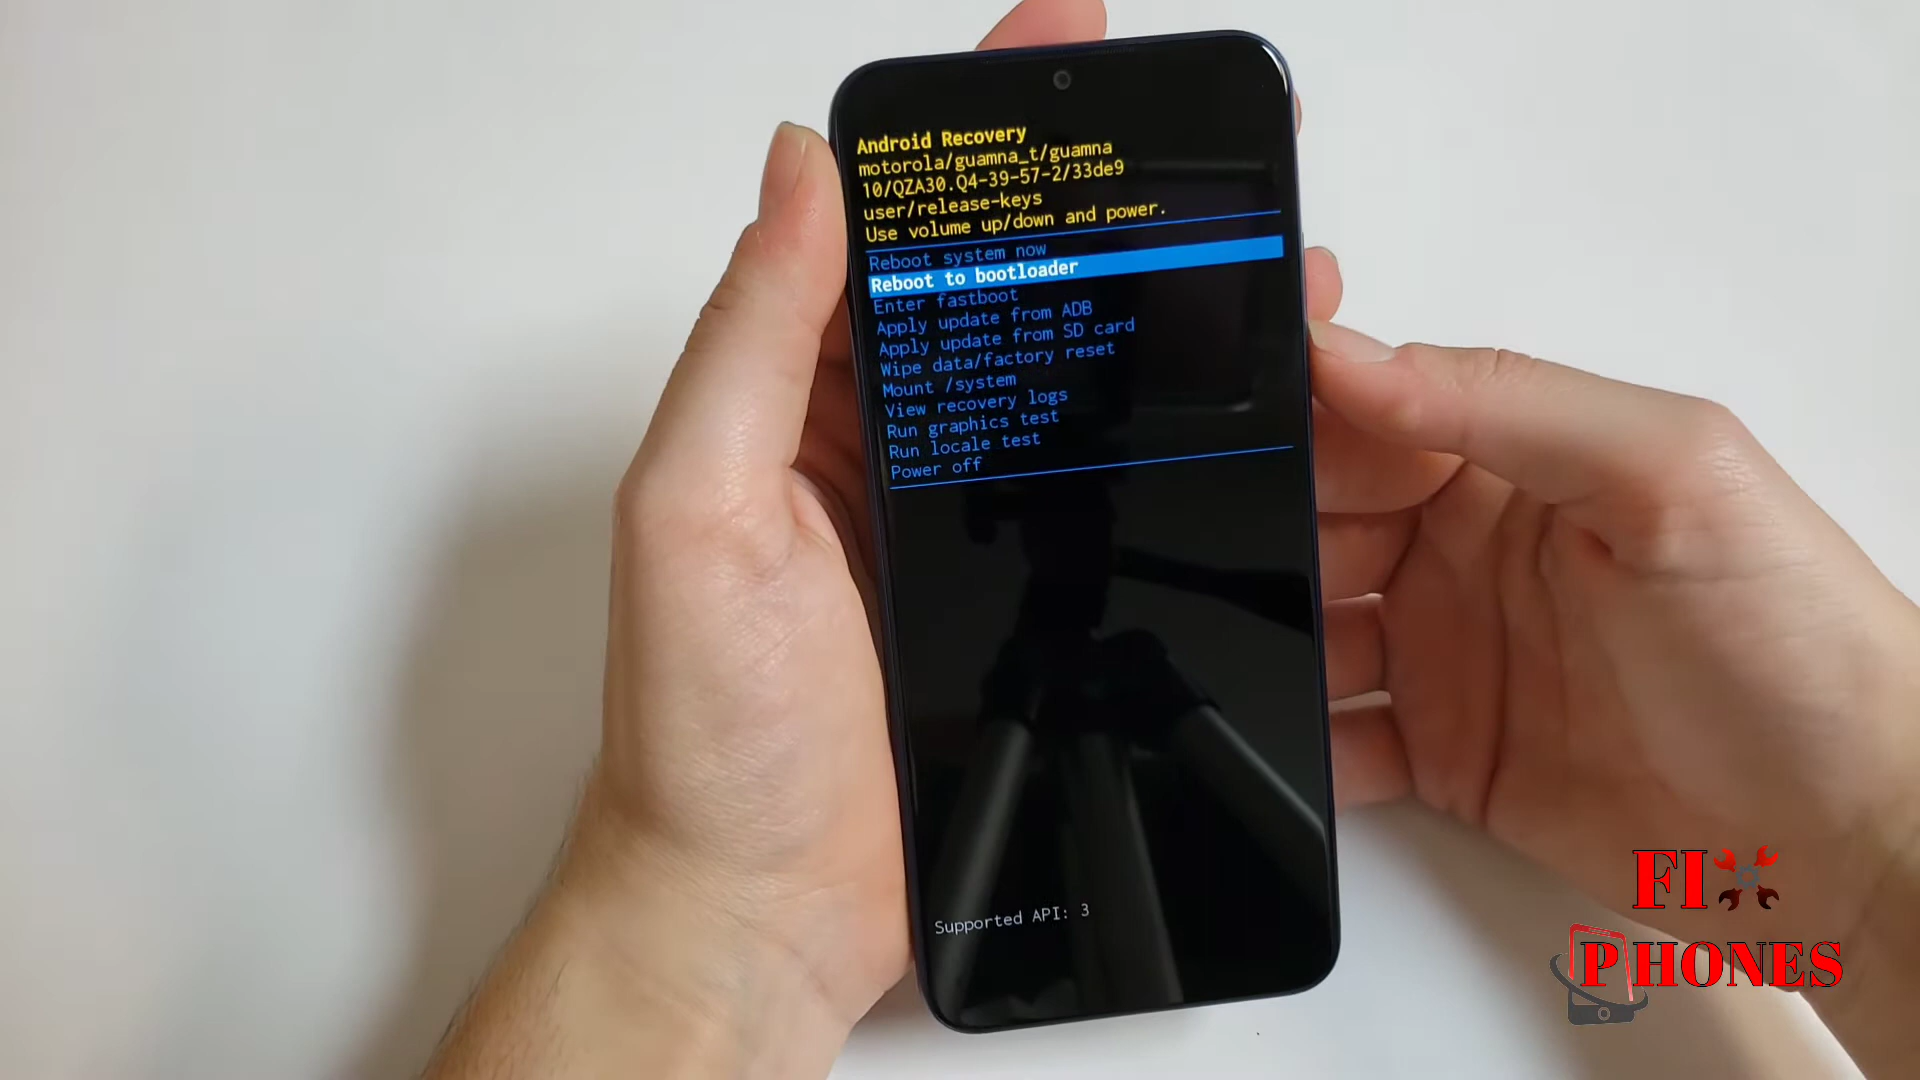 Android Recovery
motorola/guamna_t/guamna
10/QZA30.Q4-39-57-2/33de9
user/release-keys
Use volume up/down and power.
Reboot system now
Reboot to bootloader
Enter fastboot
Apply update from ADB
Apply update from SD card
Wipe data/factory reset
Mount /system
View recovery logs
Run graphics test
Run locale test
Power off
Supported API: 3
FIX
PHONES